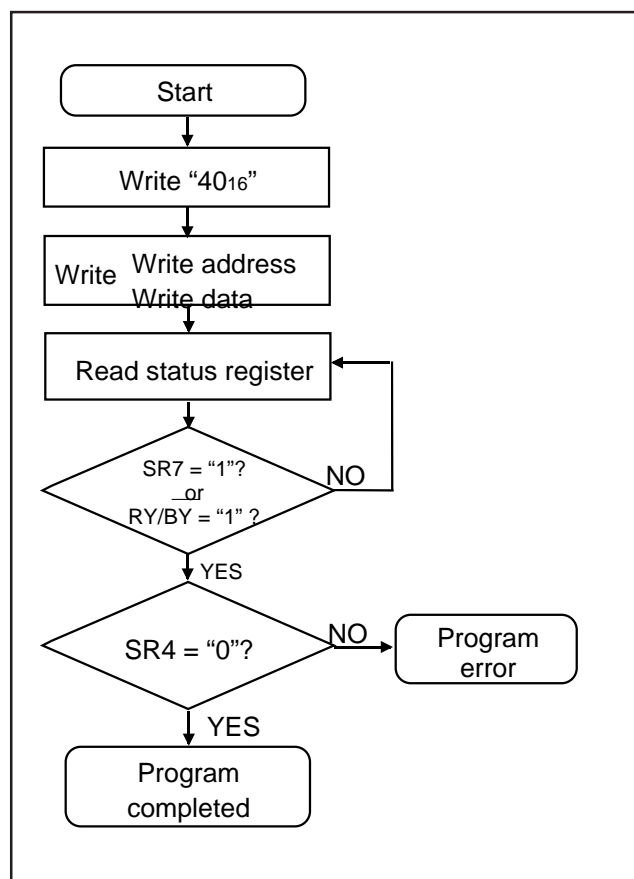 Start
Write “40₁₆”
Write
Write address
Write data
Read status register
SR7 = “1”?
or
RY/BY = “1” ?
NO
YES
SR4 = “0”?
NO
Program
error
YES
Program
completed